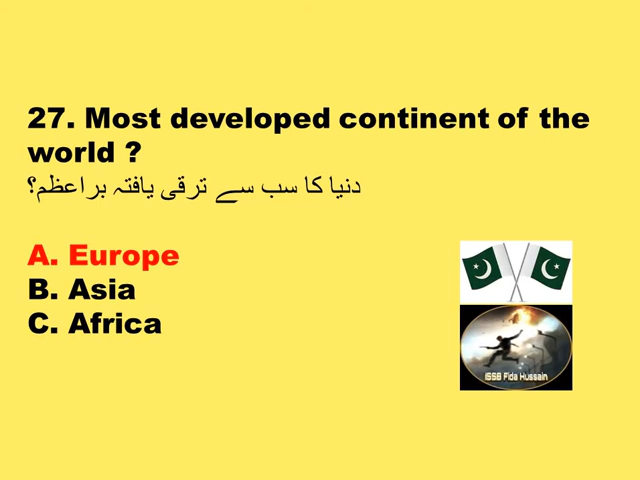 27. Most developed continent of the
world ?
دنیا کا سب سے ترقی یافتہ براعظم؟
A. Europe
B. Asia
C. Africa
ISSB Fida Hussain